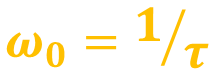 ω₀ = 1/τ